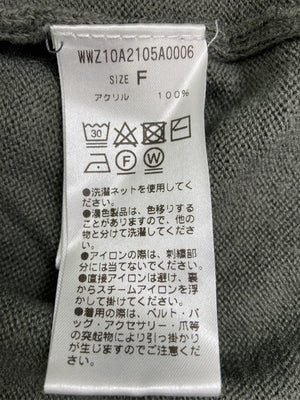 WWZ10A2105A0006
SIZE F
アクリル 100%
30
F W
●洗濯ネットを使用してく
ださい。
●濃色製品は、色移りする
ことがありますので、他の
物と分けて洗濯してくださ
い。
●アイロンの際は、刺繍部
分には当てないでください。
●直接アイロンは避け、裏
からスチームアイロンを浮か
して掛けてください。
●着用の際は、ベルト・バ
ッグ・アクセサリー・爪等
の突起物により引っ掛かり
が生じますのでご注意くだ
さい。